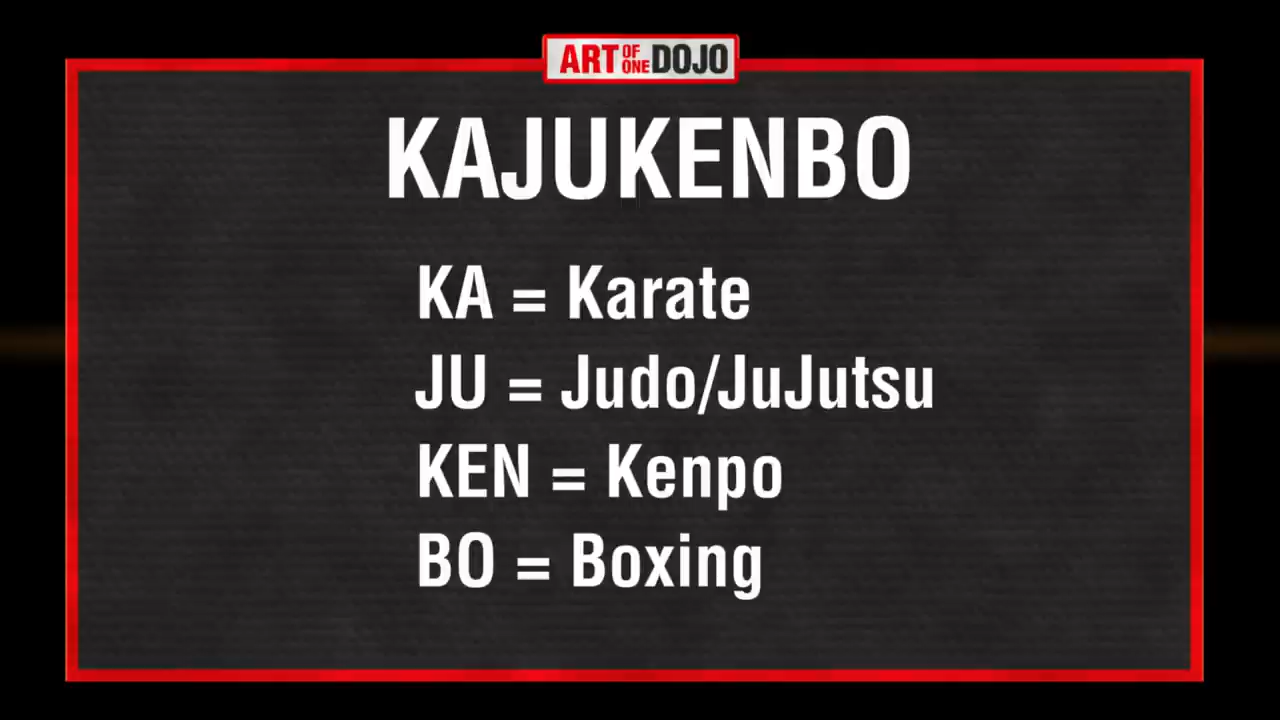 ART OF ONE DOJO
KAJUKENBO
KA = Karate
JU = Judo/JuJutsu
KEN = Kenpo
BO = Boxing